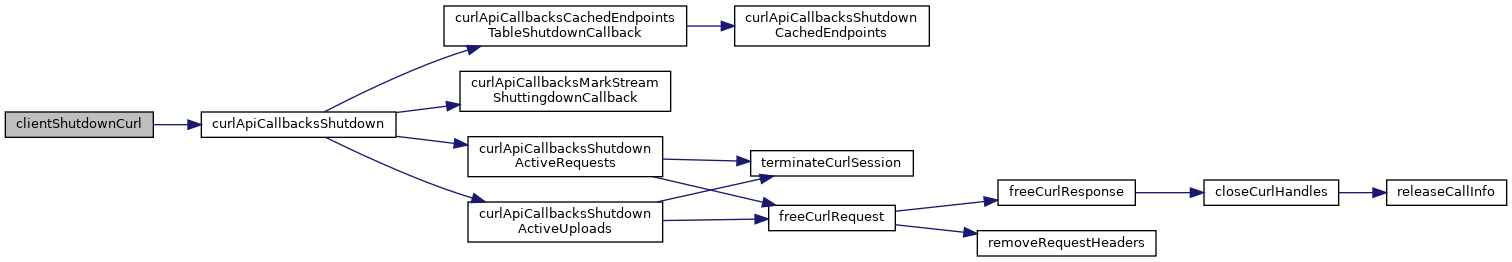 clientShutdownCurl
curlApiCallbacksShutdown
curlApiCallbacksCachedEndpoints
TableShutdownCallback
curlApiCallbacksMarkStream
ShuttingdownCallback
curlApiCallbacksShutdown
ActiveRequests
curlApiCallbacksShutdown
ActiveUploads
curlApiCallbacksShutdown
CachedEndpoints
terminateCurlSession
freeCurlRequest
freeCurlResponse
removeRequestHeaders
closeCurlHandles
releaseCallInfo